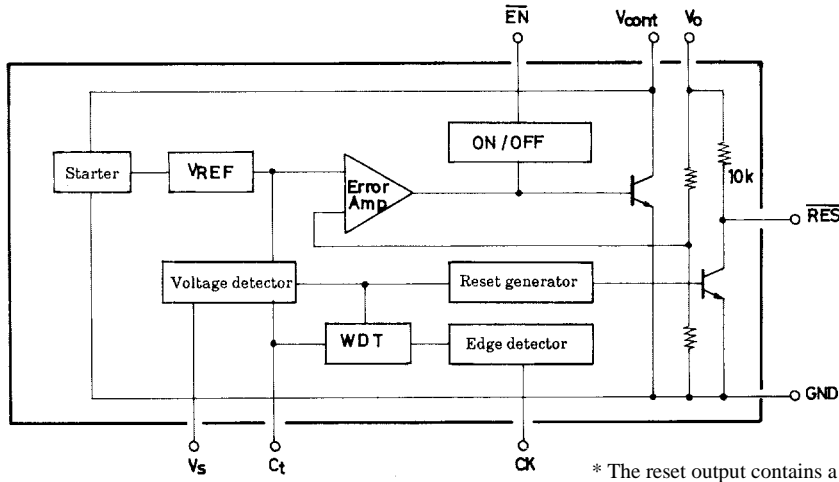 EN
Vcont
Vo
ON/OFF
Starter
VREF
Error
Amp
10k
RES
Voltage detector
Reset generator
WDT
Edge detector
GND
Vs
Ct
CK
* The reset output contains a